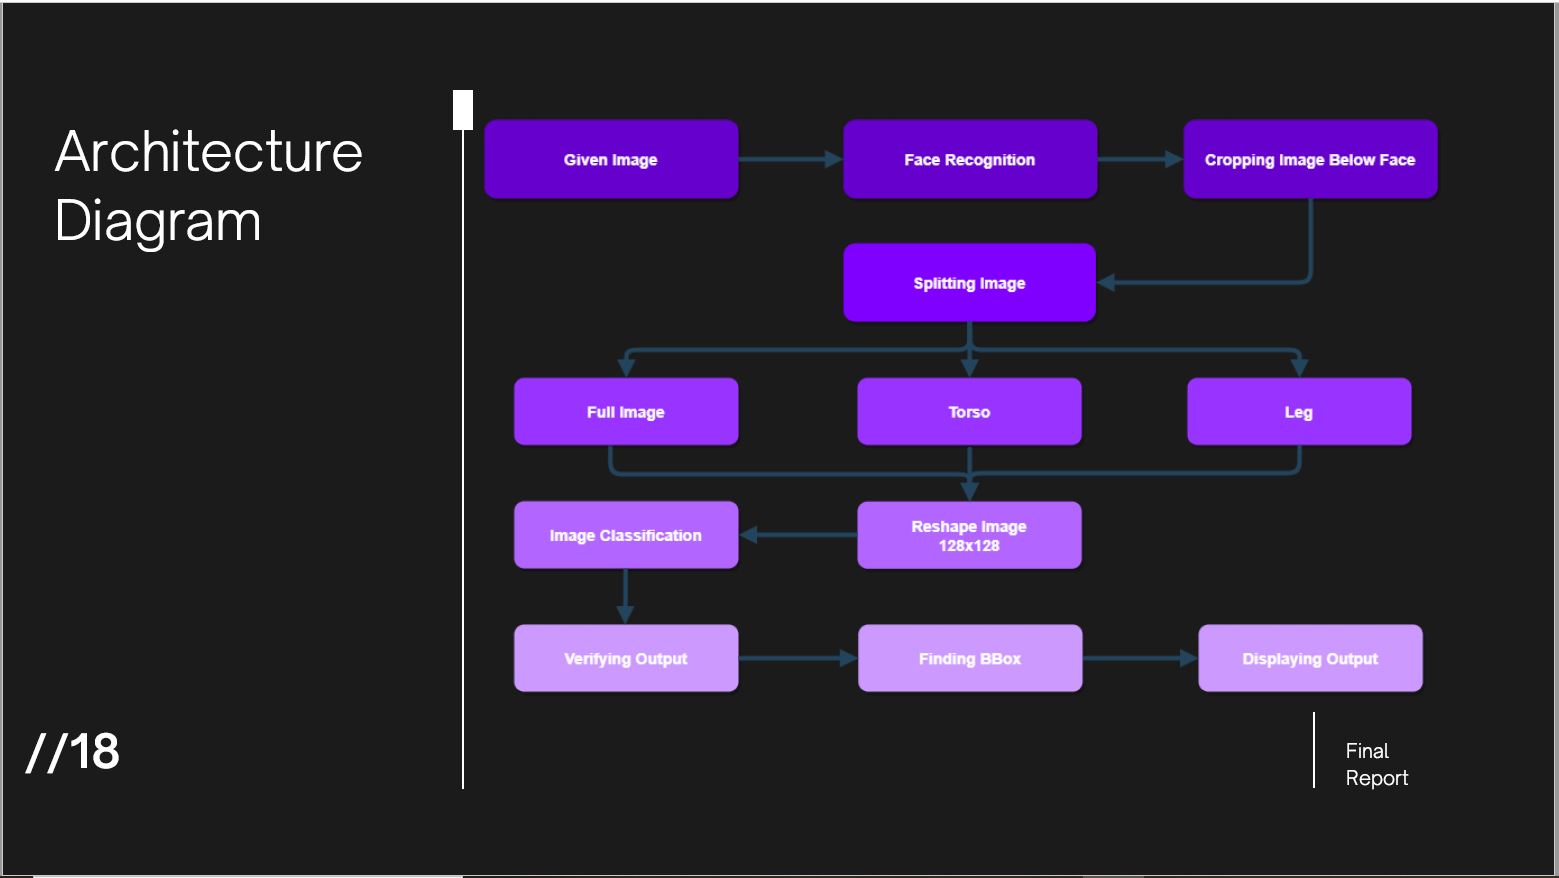 Architecture
Diagram
Given Image
Face Recognition
Cropping Image Below Face
Splitting Image
Full Image
Torso
Leg
Image Classification
Reshape Image
128x128
Verifying Output
Finding BBox
Displaying Output
//18
Final
Report